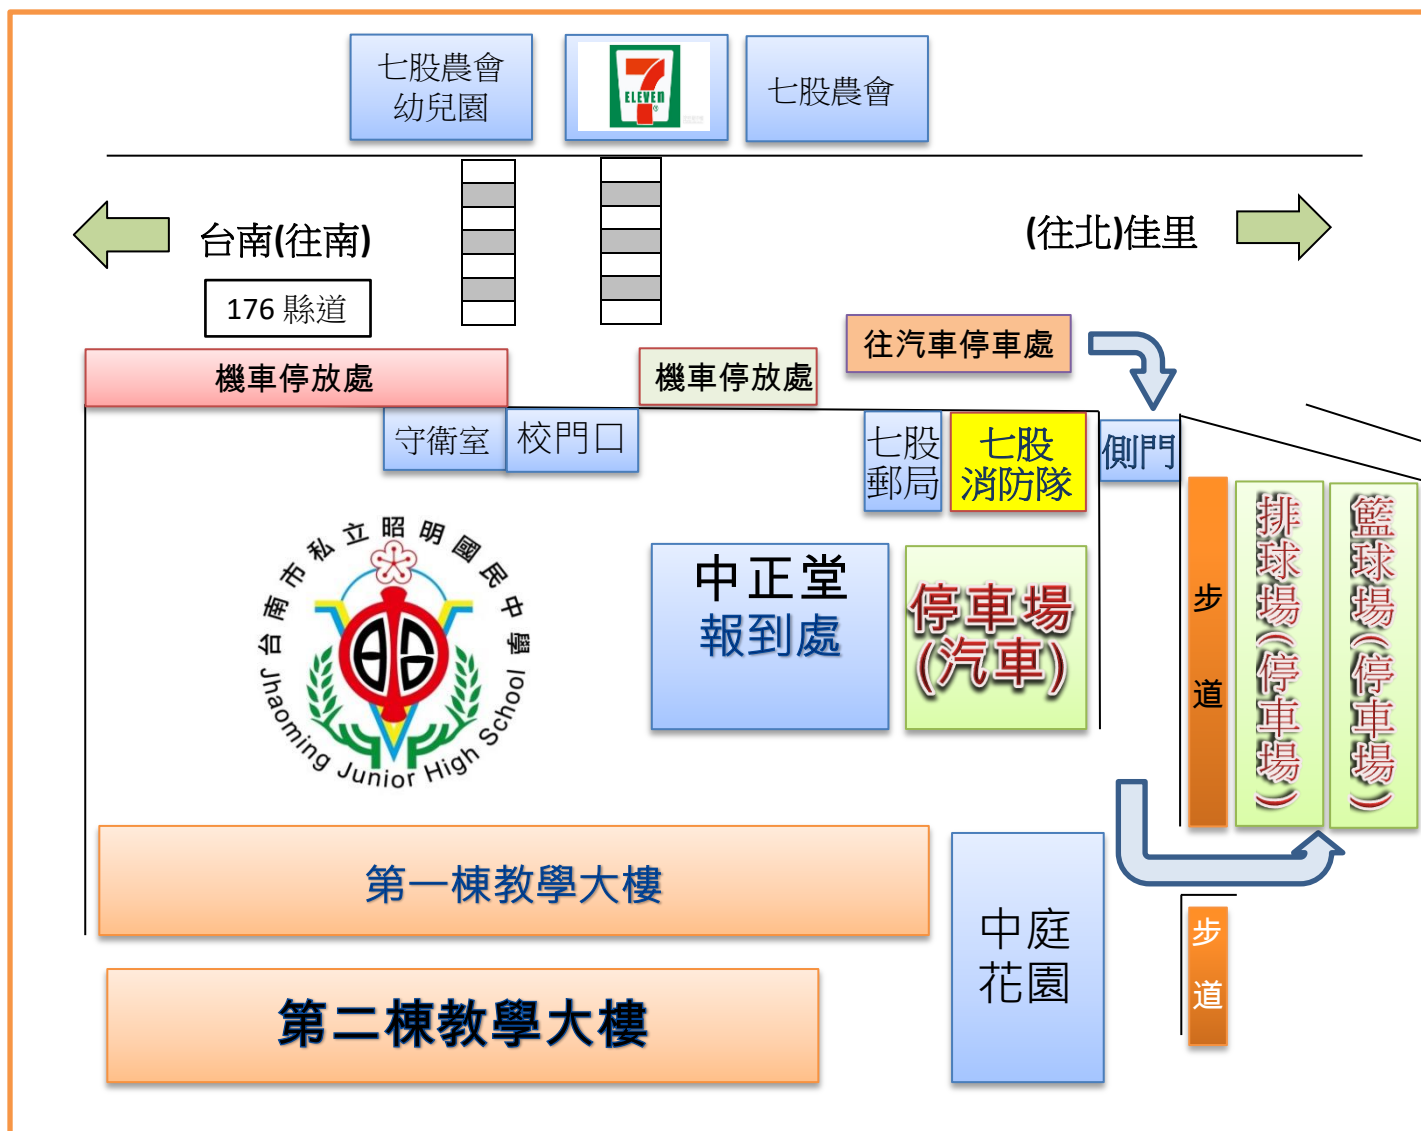 七股農會
幼兒園
7
ELEVEN
®
七股農會
台南(往南)
(往北)佳里
176 縣道
往汽車停車處
機車停放處
機車停放處
守衛室
校門口
七股
郵局
七股
消防隊
側門
台南市私立昭明國民中學
Jhaoming Junior High School
中正堂
報到處
停車場
(汽車)
步道
排球場(停車場)
籃球場(停車場)
第一棟教學大樓
中庭
花園
步道
第二棟教學大樓